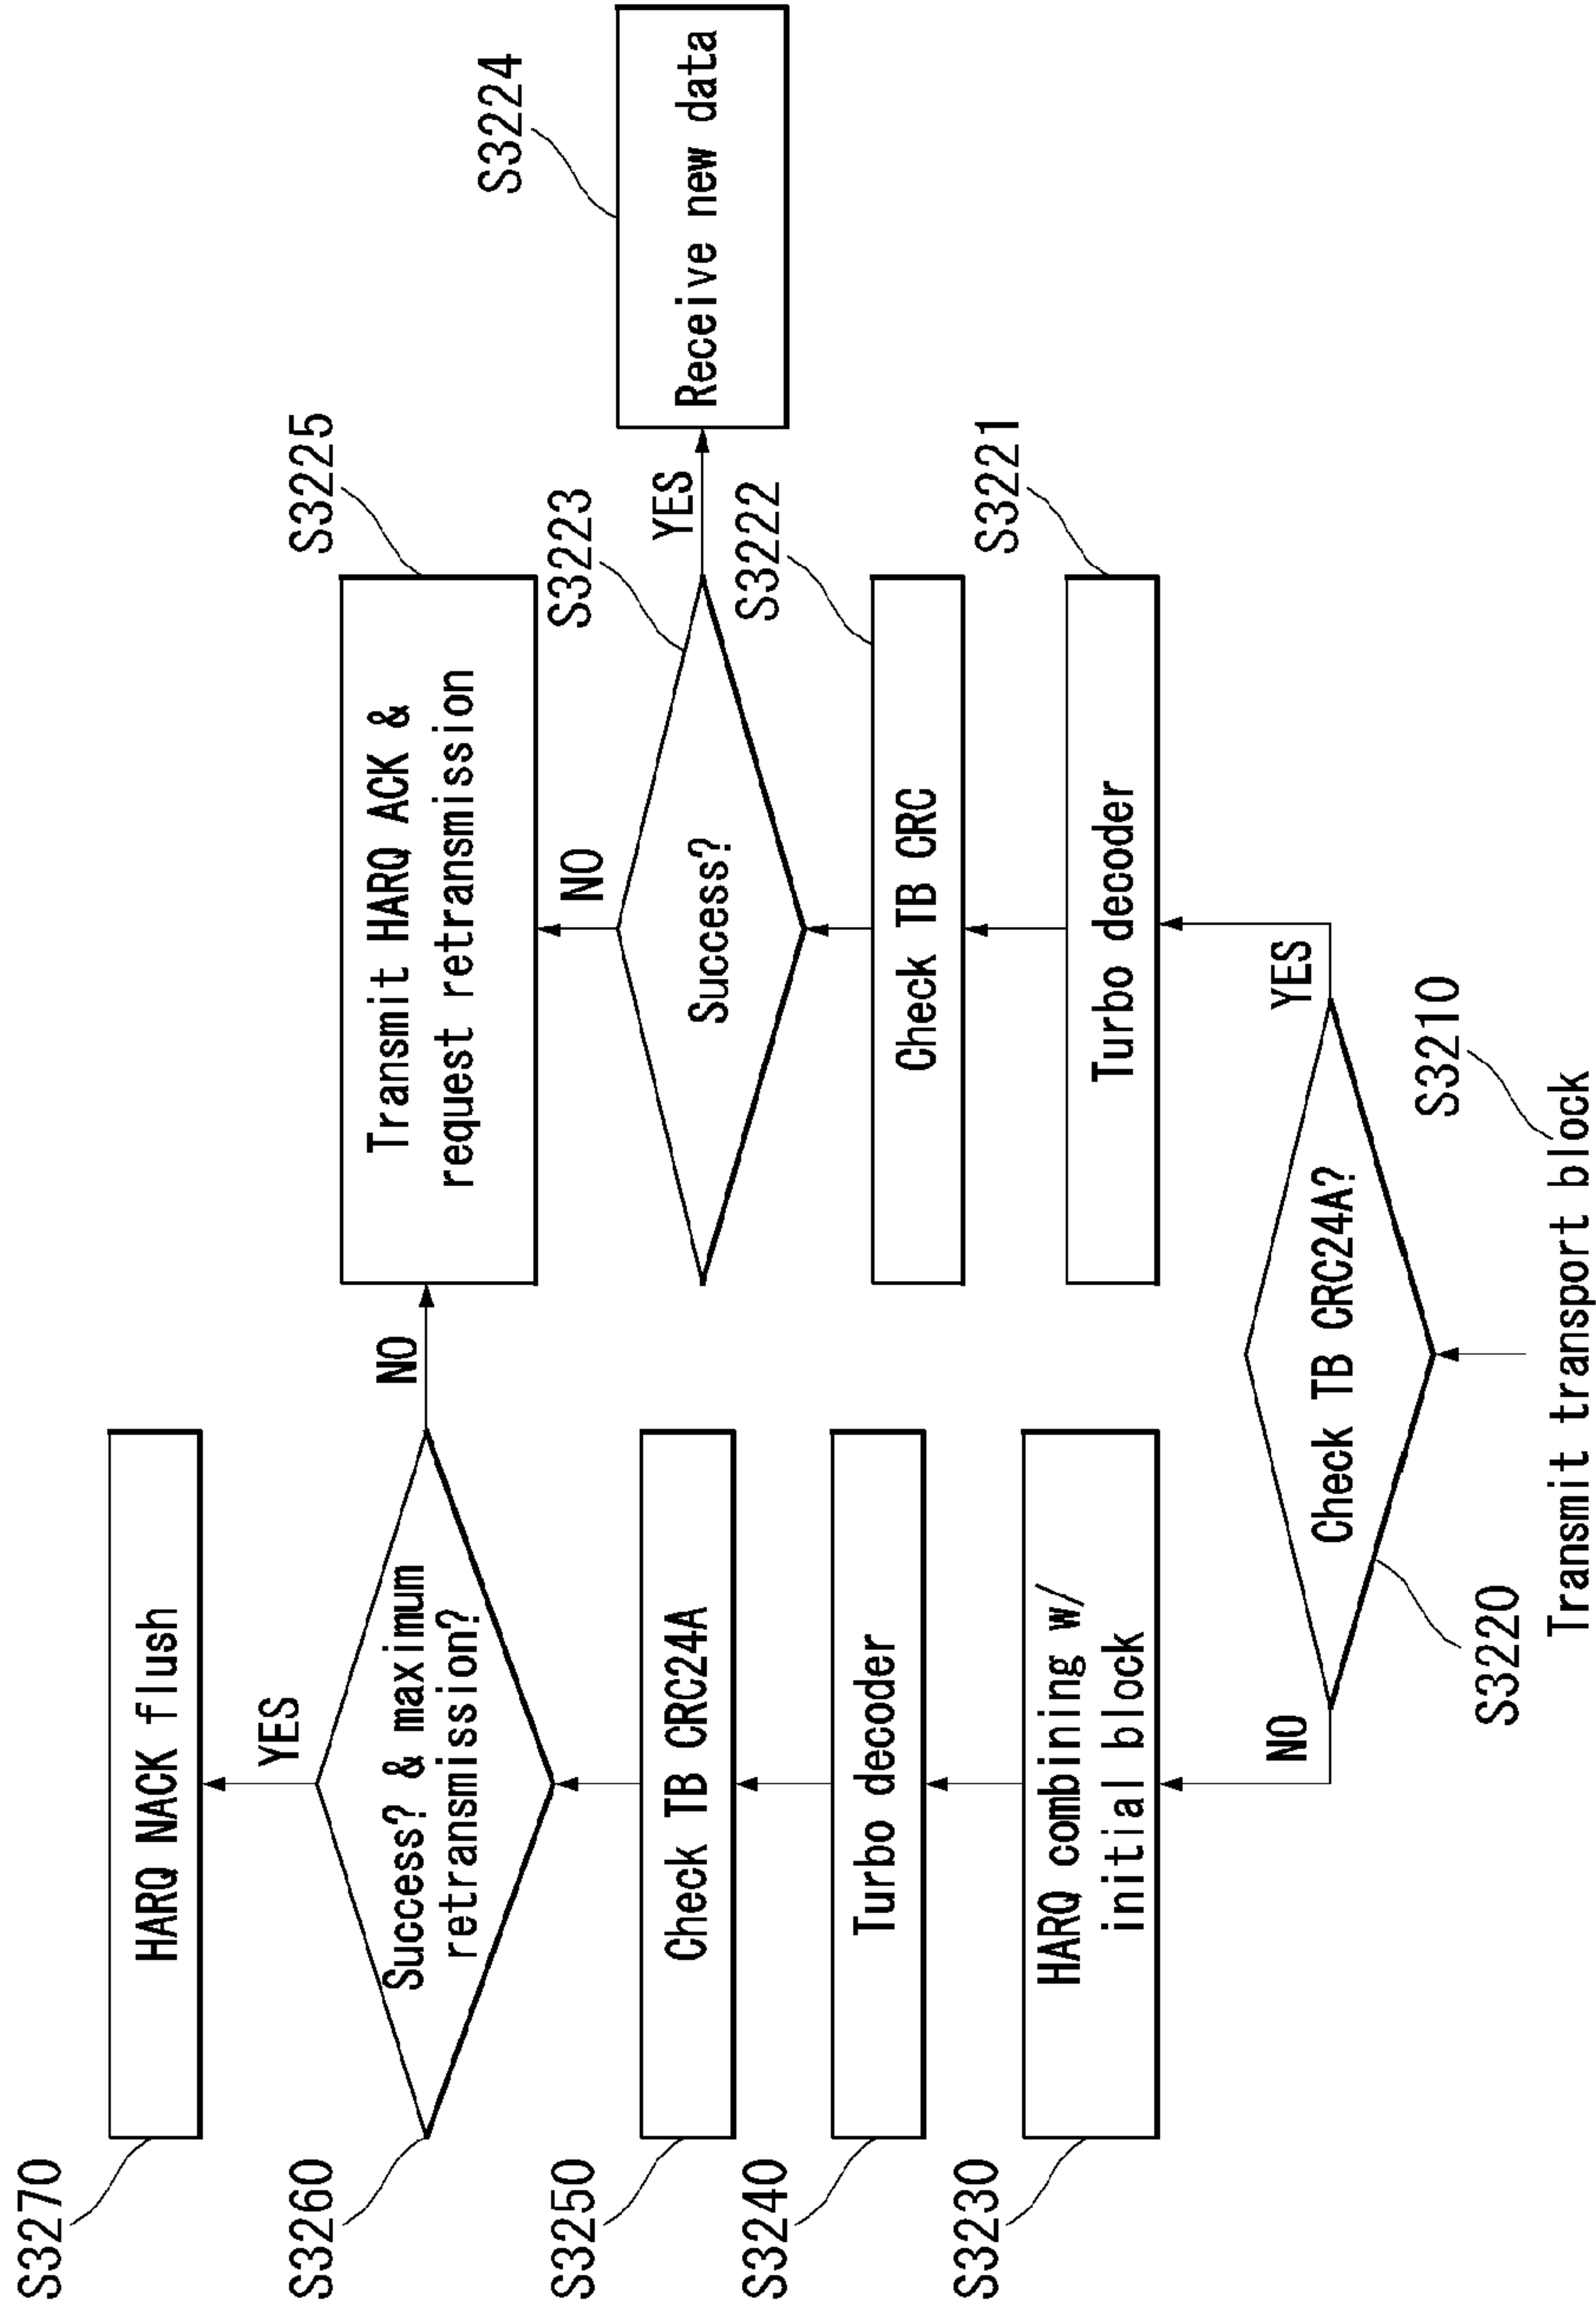 S3270
HARQ NACK flush
YES
S3260
Success? & maximum
retransmission?
NO
S3225
Transmit HARQ ACK &
request retransmission
S3224
Receive new data
NO
S3223
Success?
YES
S3250
Check TB CRC24A
S3222
Check TB CRC
S3240
Turbo decoder
S3221
Turbo decoder
S3230
HARQ combining w/
initial block
NO
YES
Check TB CRC24A?
S3220
S3210
Transmit transport block